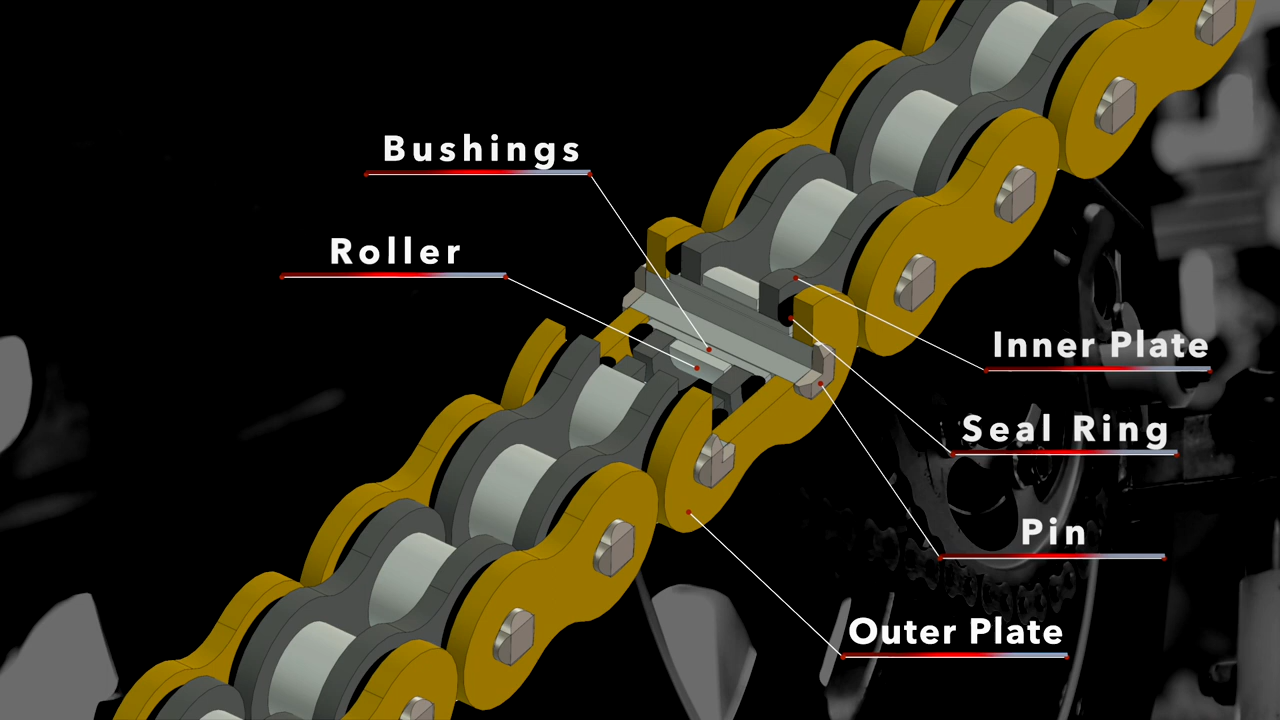 Bushings
Roller
Inner Plate
Seal Ring
Pin
Outer Plate